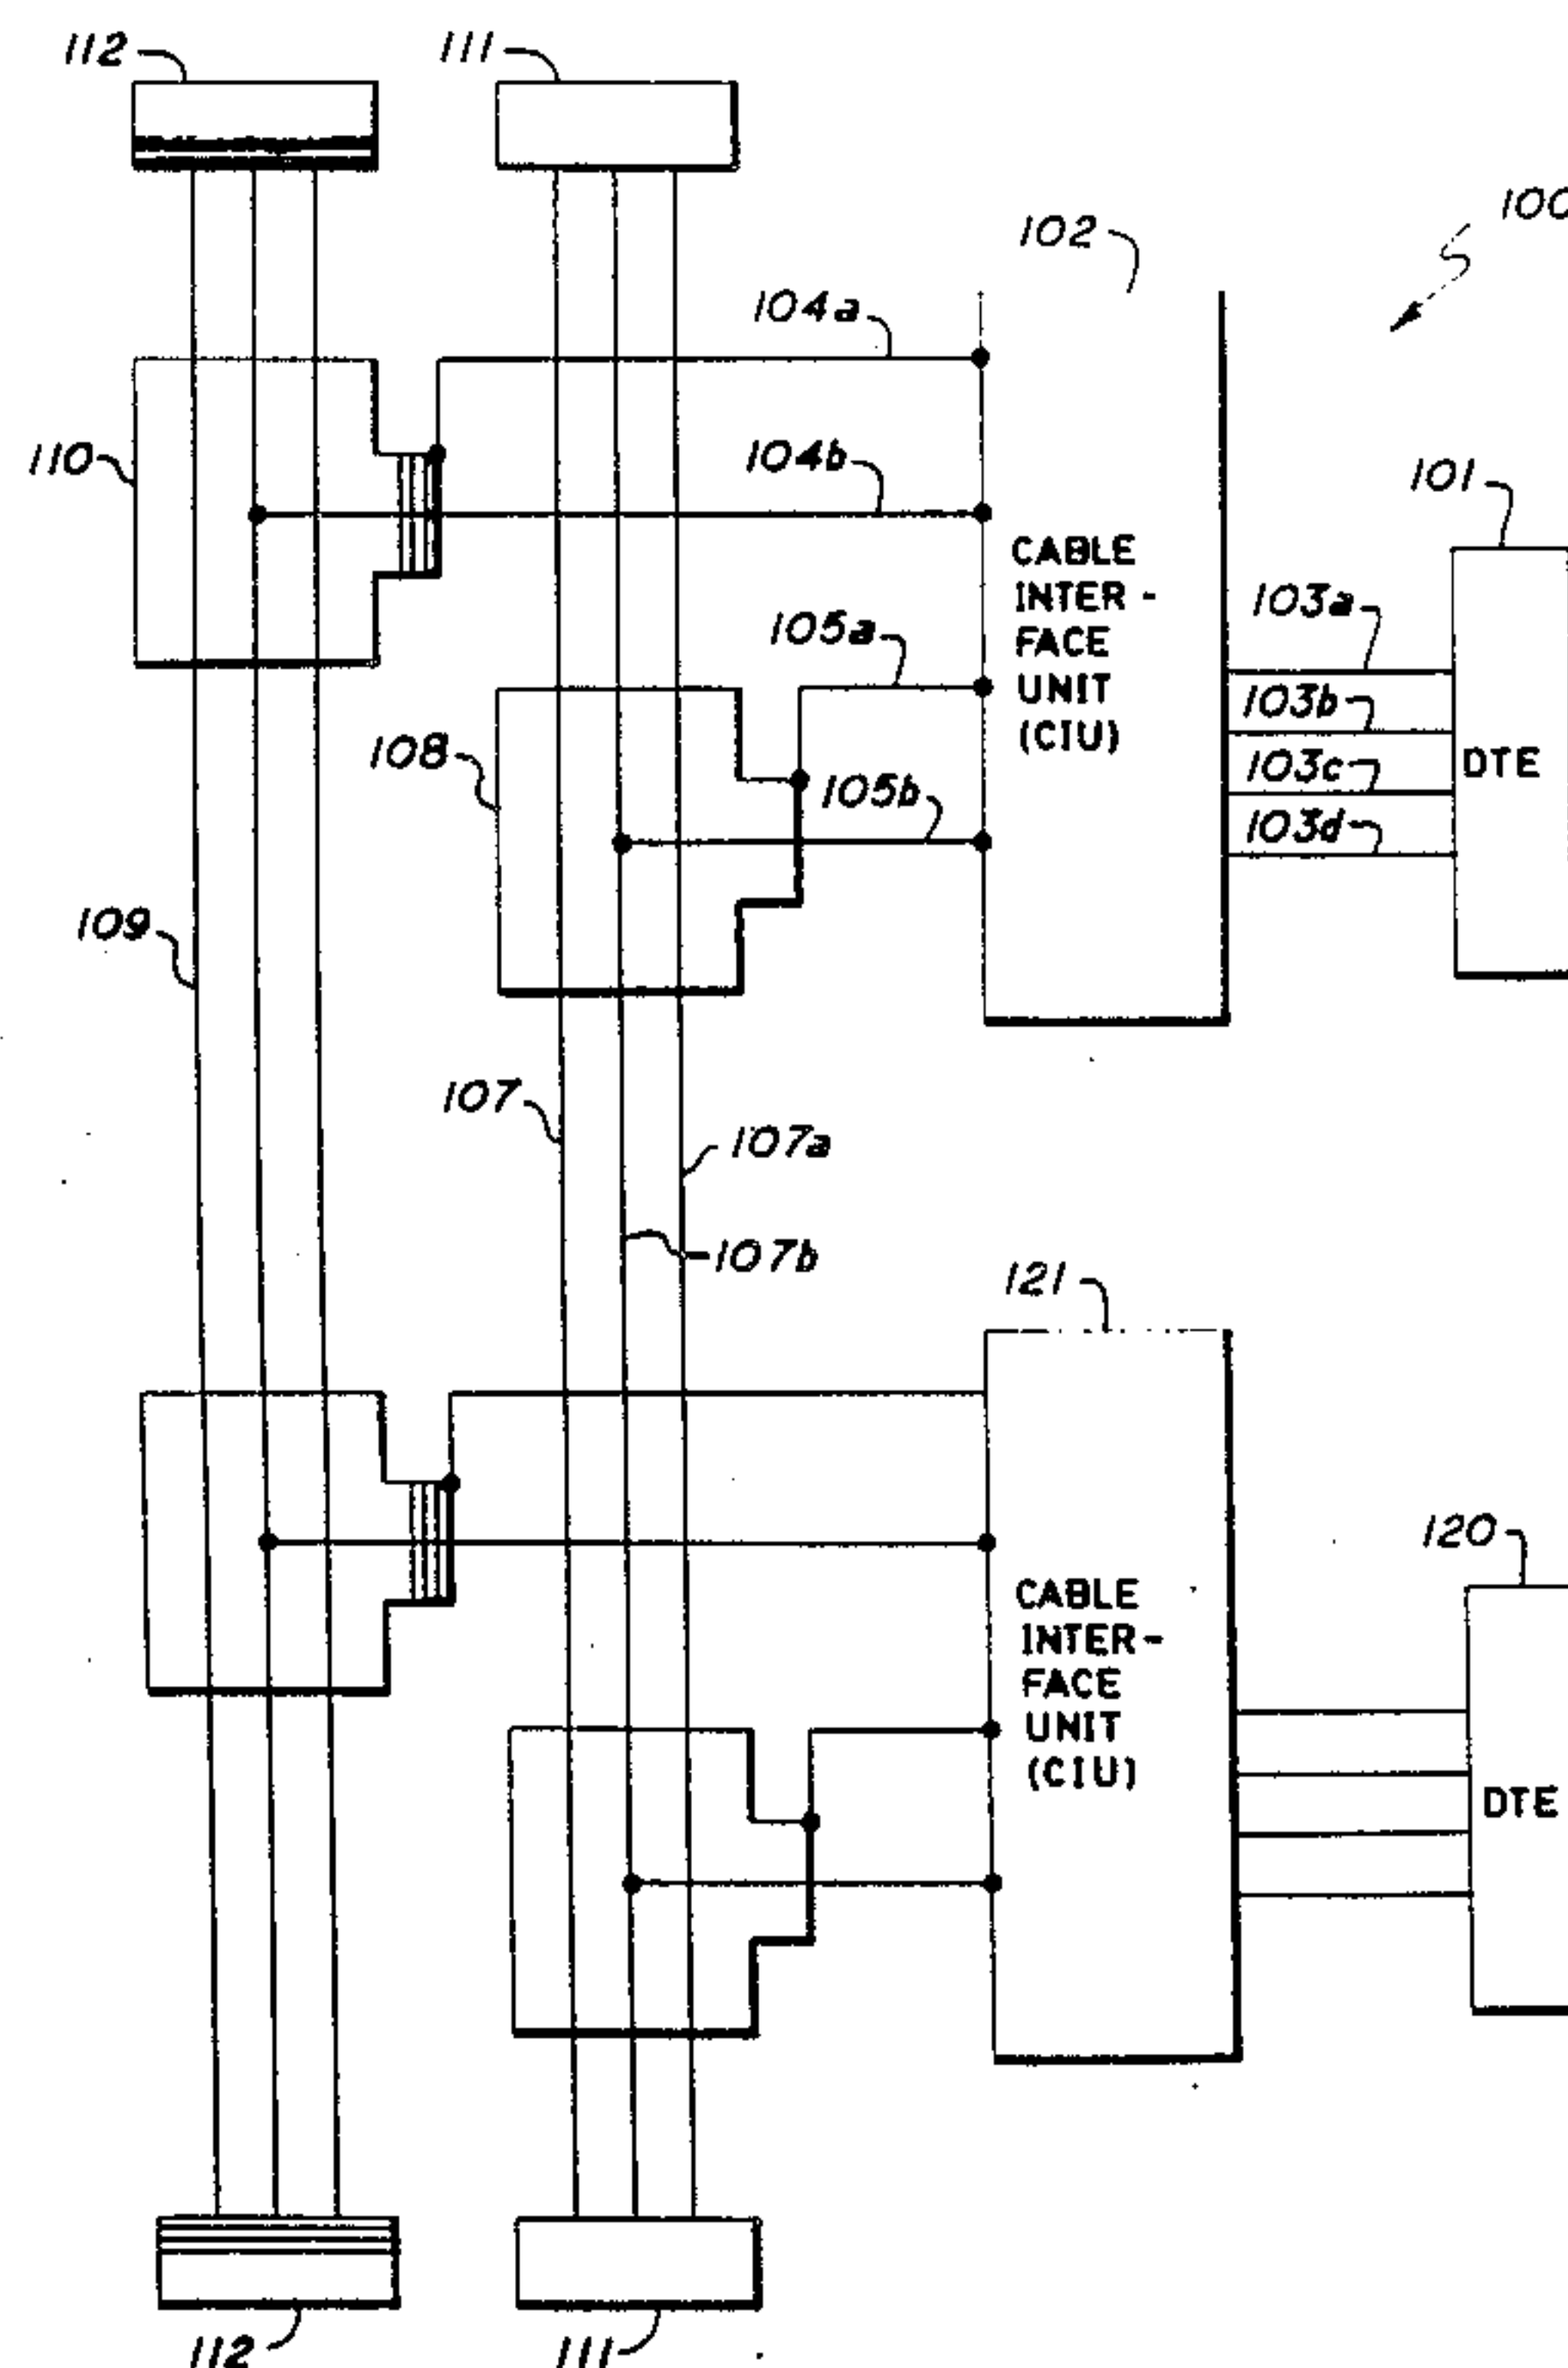 112
111
100
102
104a
110
104b
101
CABLE
INTER -
FACE
UNIT
(CIU)
103a
103b
103c
103d
DTE
105a
108
105b
109
107
107a
107b
121
120
CABLE
INTER-
FACE
UNIT
(CIU)
DTE
112
111